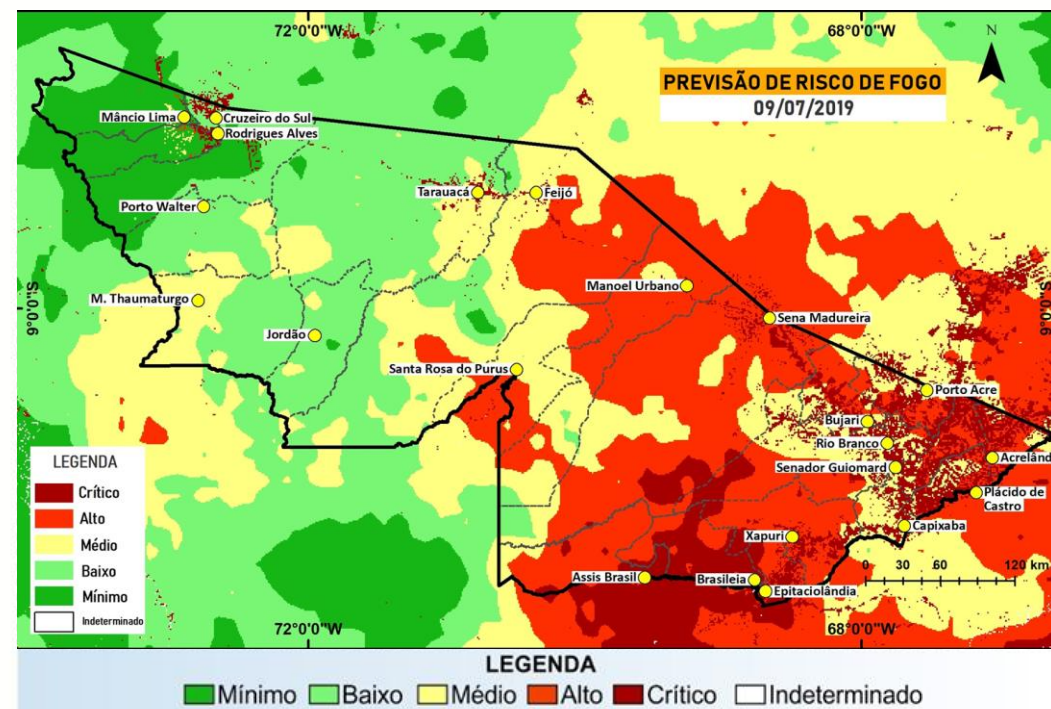 72°0'0"W
68°0'0"W
N
PREVISÃO DE RISCO DE FOGO
09/07/2019
Mâncio Lima
Cruzeiro do Sul
Rodrigues Alves
Tarauacá
Feijó
Porto Walter
Manoel Urbano
M. Thaumaturgo
9°0'0"S
9°0'0"S
Sena Madureira
Jordão
Santa Rosa do Purus
Porto Acre
Bujari
Rio Branco
Acrelând
Senador Guiomard
Plácido de
Castro
Capixaba
Xapuri
Assis Brasil
Brasileia
Epitaciolândia
0 30 60 120 km
LEGENDA
Crítico
Alto
Médio
Baixo
Mínimo
Indeterminado
72°0'0"W
68°0'0"W
LEGENDA
Mínimo Baixo Médio Alto Crítico Indeterminado